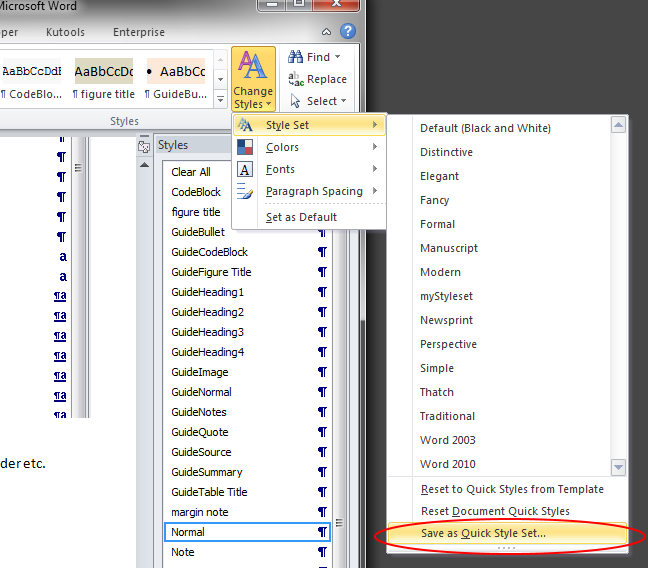 Microsoft Word
per Kutools Enterprise
AaBbCcDdE AaBbCcDc • AaBbCc
¶ CodeBlo... ¶ figure title ¶ GuideBu...
Styles
Change
Styles
Find
Replace
Select
Style Set
Colors
Fonts
Paragraph Spacing
Set as Default
Default (Black and White)
Distinctive
Elegant
Fancy
Formal
Manuscript
Modern
myStyleset
Newsprint
Perspective
Simple
Thatch
Traditional
Word 2003
Word 2010
Reset to Quick Styles from Template
Reset Document Quick Styles
Save as Quick Style Set...
¶
¶
¶
¶
¶
¶
a
a
¶a
¶a
¶a
¶a
¶a
¶a
¶a
der etc.
Styles
Clear All
CodeBlock ¶
figure title ¶
GuideBullet ¶
GuideCodeBlock ¶
GuideFigure Title ¶
GuideHeading1 ¶
GuideHeading2 ¶
GuideHeading3 ¶
GuideHeading4 ¶
GuideImage ¶
GuideNormal ¶
GuideNotes ¶
GuideQuote ¶
GuideSource ¶
GuideSummary ¶
GuideTable Title ¶
margin note ¶
Normal ¶
Note ¶